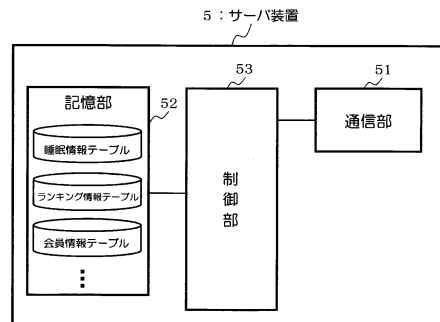 5：サーバ装置
記憶部
52
睡眠情報テーブル
ランキング情報テーブル
会員情報テーブル
53
制御部
51
通信部